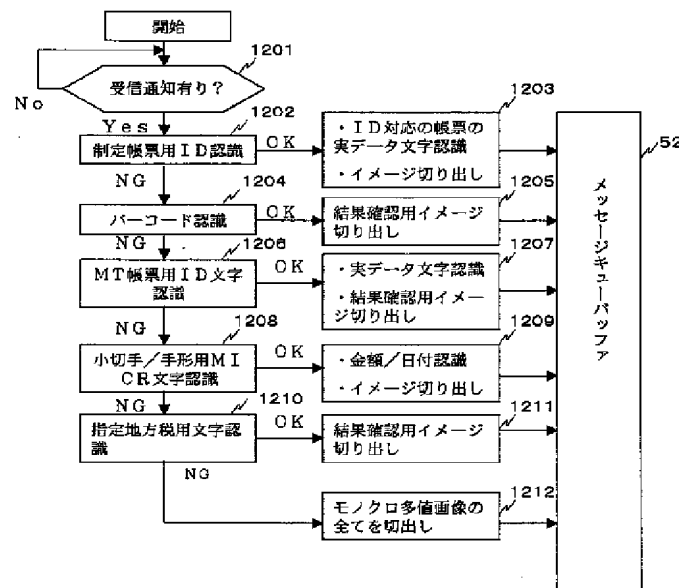 開始
1201
受信通知有り？
No
Yes
1202
制定帳票用ID認識
OK
1203
・ID対応の帳票の
実データ文字認識
・イメージ切り出し
52
NG
1204
バーコード認識
OK
1205
結果確認用イメージ
切り出し
NG
1206
MT帳票用ID文字
認識
OK
1207
・実データ文字認識
・結果確認用イメー
ジ切り出し
NG
1208
小切手／手形用MI
CR文字認識
OK
1209
・金額／日付認識
・イメージ切り出し
NG
1210
指定地方税用文字認
識
OK
1211
結果確認用イメージ
切り出し
NG
1212
モノクロ多値画像の
全てを切出し
メッセージキューバッファ